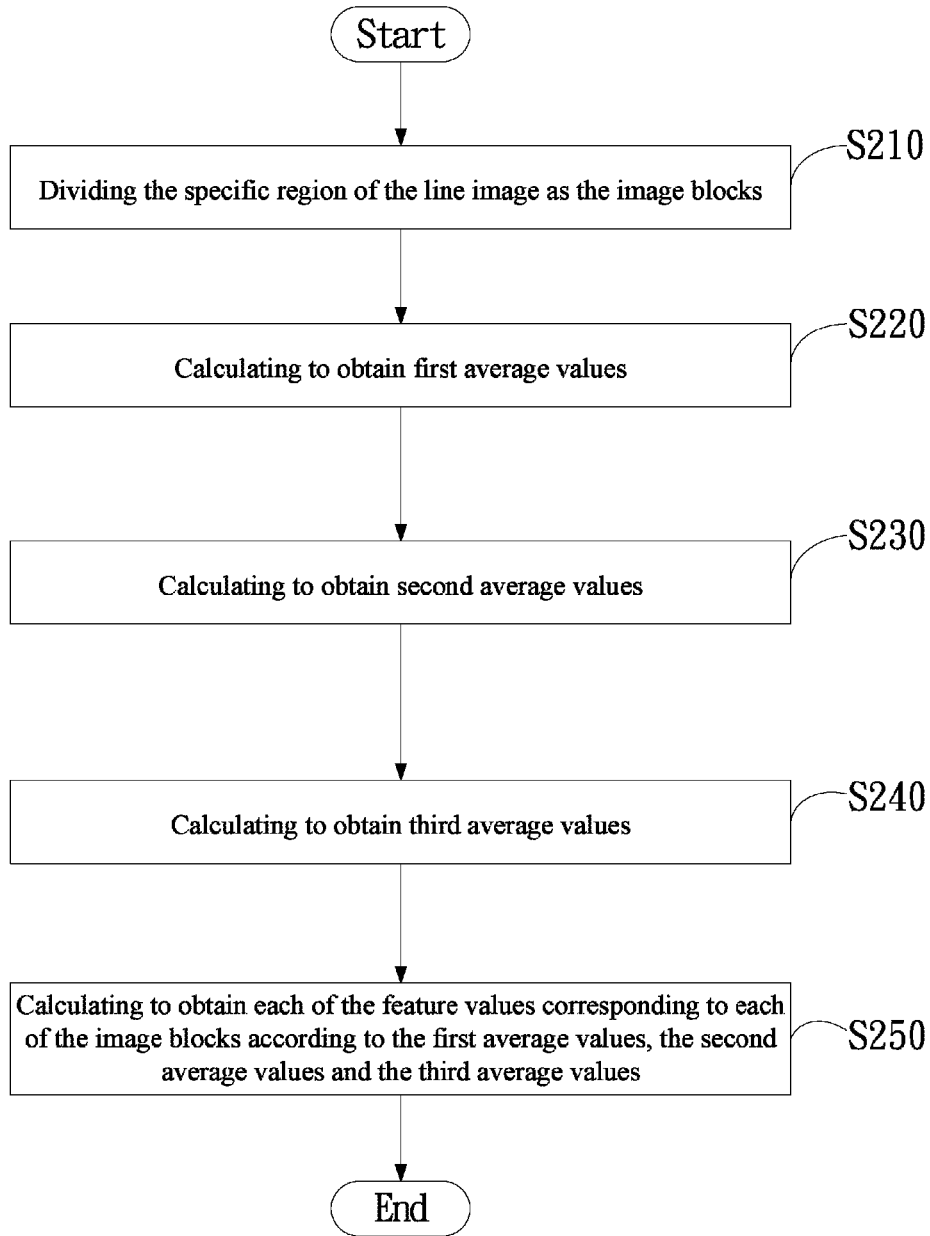 Start
S210
Dividing the specific region of the line image as the image blocks
S220
Calculating to obtain first average values
S230
Calculating to obtain second average values
S240
Calculating to obtain third average values
Calculating to obtain each of the feature values corresponding to each
of the image blocks according to the first average values, the second
average values and the third average values
S250
End